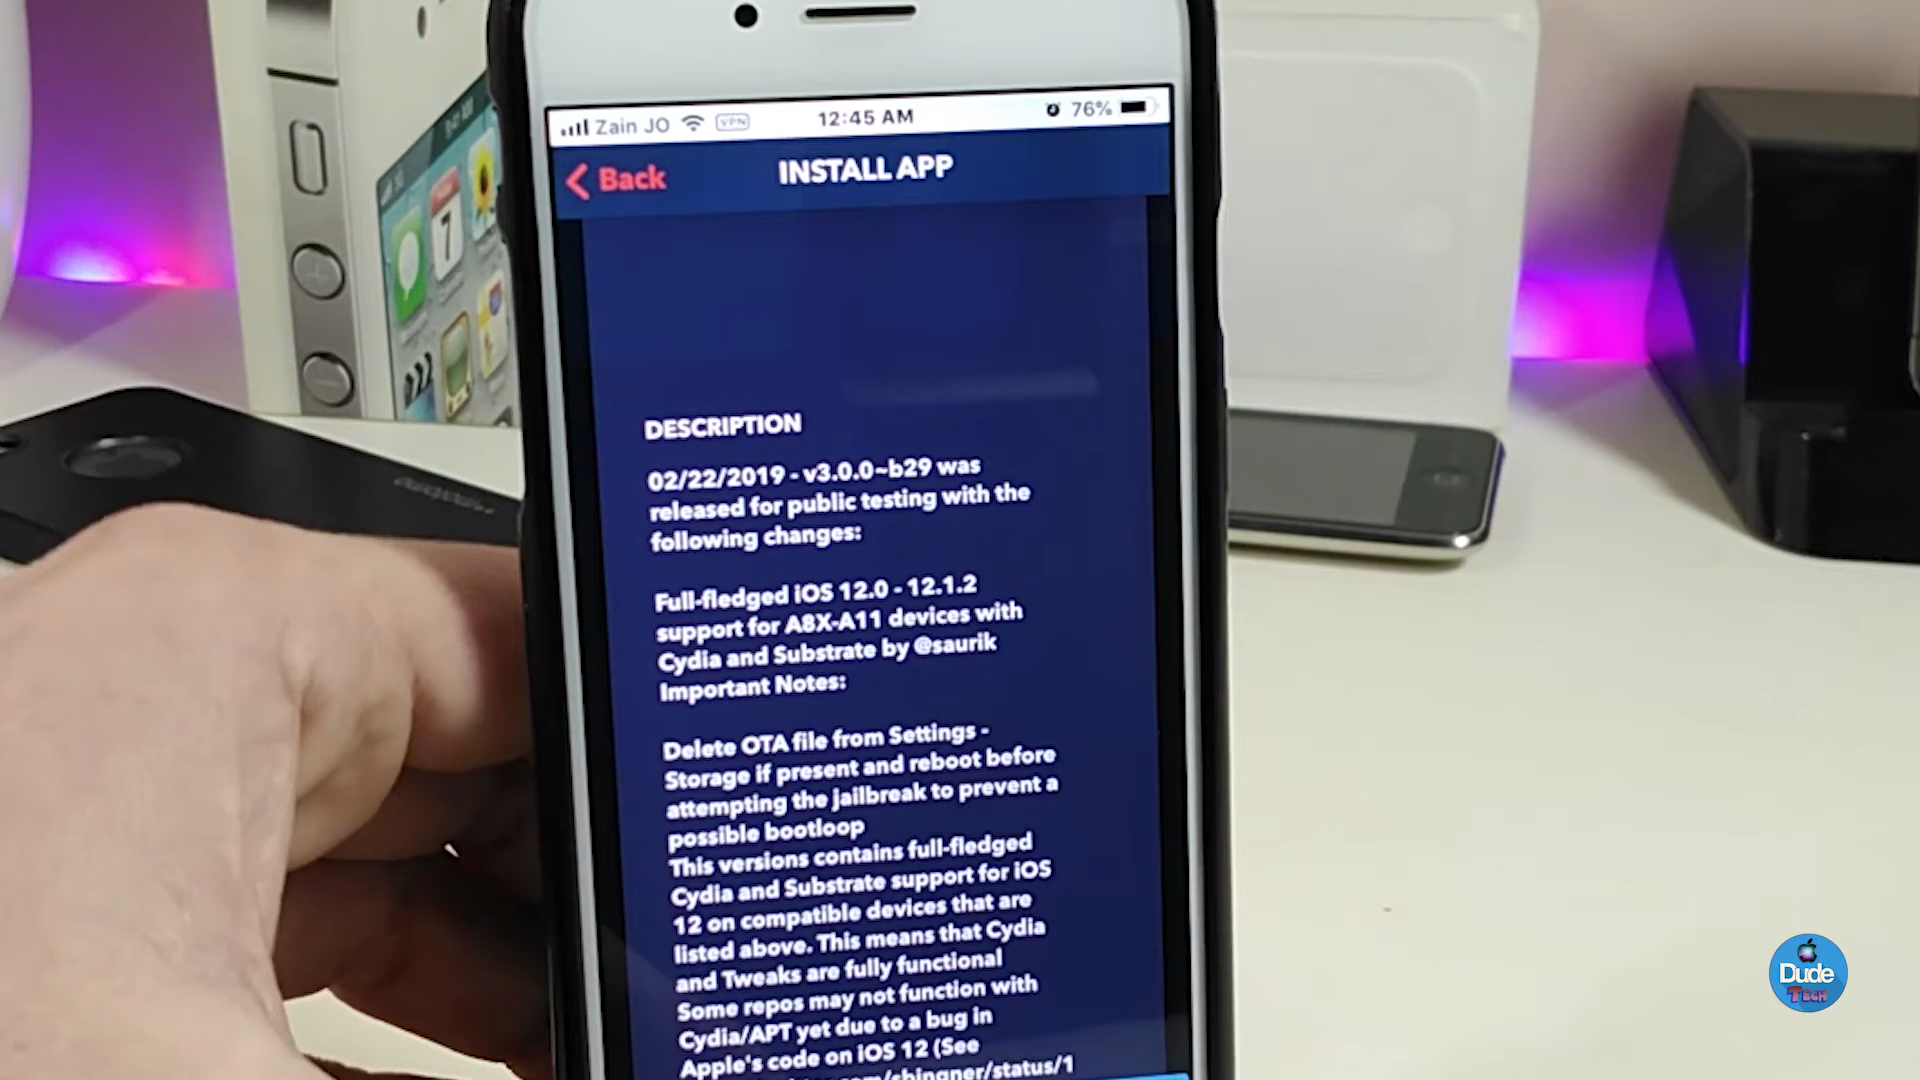 Zain JO VPN 12:45 AM 76%
Back INSTALL APP
DESCRIPTION
02/22/2019 - v3.0.0~b29 was
released for public testing with the
following changes:
Full-fledged iOS 12.0 - 12.1.2
support for A8X-A11 devices with
Cydia and Substrate by @saurik
Important Notes:
Delete OTA file from Settings -
Storage if present and reboot before
attempting the jailbreak to prevent a
possible bootloop
This versions contains full-fledged
Cydia and Substrate support for iOS
12 on compatible devices that are
listed above. This means that Cydia
and Tweaks are fully functional
Some repos may not function with
Cydia/APT yet due to a bug in
Apple's code on iOS 12 (See
com/sbingner/status/1
7
Dude
TECH